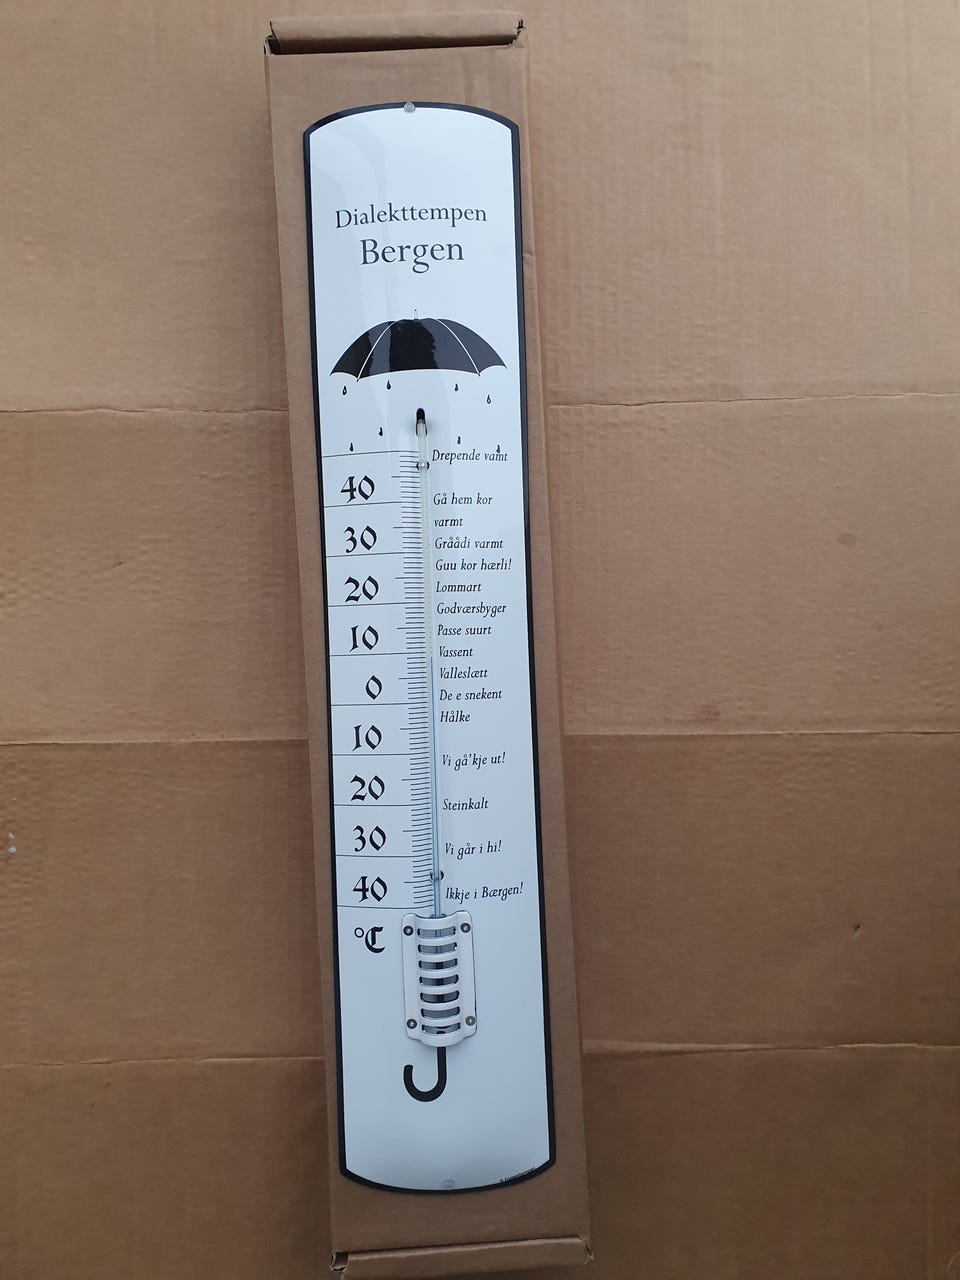 Dialekttempen
Bergen
Drepende vamt
40
Gå hem kor
varmt
30
Gråådi varmt
Guu kor hærli!
20
Lommart
Godværsbyger
10
Passe suurt
Vassent
0
Valleslætt
De e snekent
Hålke
10
Vi gå'kje ut!
20
Steinkalt
30
Vi går i hi!
40
Ikkje i Bærgen!
°C